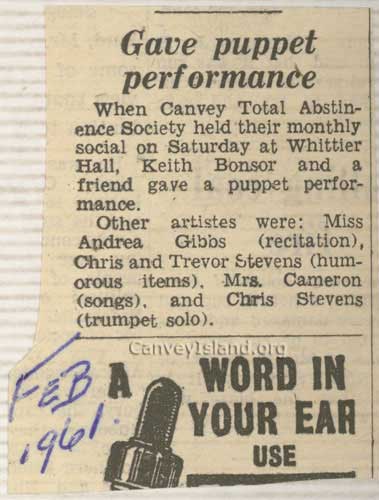 Gave puppet
performance
When Canvey Total Abstin-
ence Society held their monthly
social on Saturday at Whittier
Hall, Keith Bonsor and a
friend gave a puppet perfor-
mance.
Other artistes were: Miss
Andrea Gibbs (recitation),
Chris and Trevor Stevens (hum-
orous items), Mrs. Cameron
(songs), and Chris Stevens
(trumpet solo).
CanveyIsland.org
FEB
1961.
A WORD IN
YOUR EAR
USE